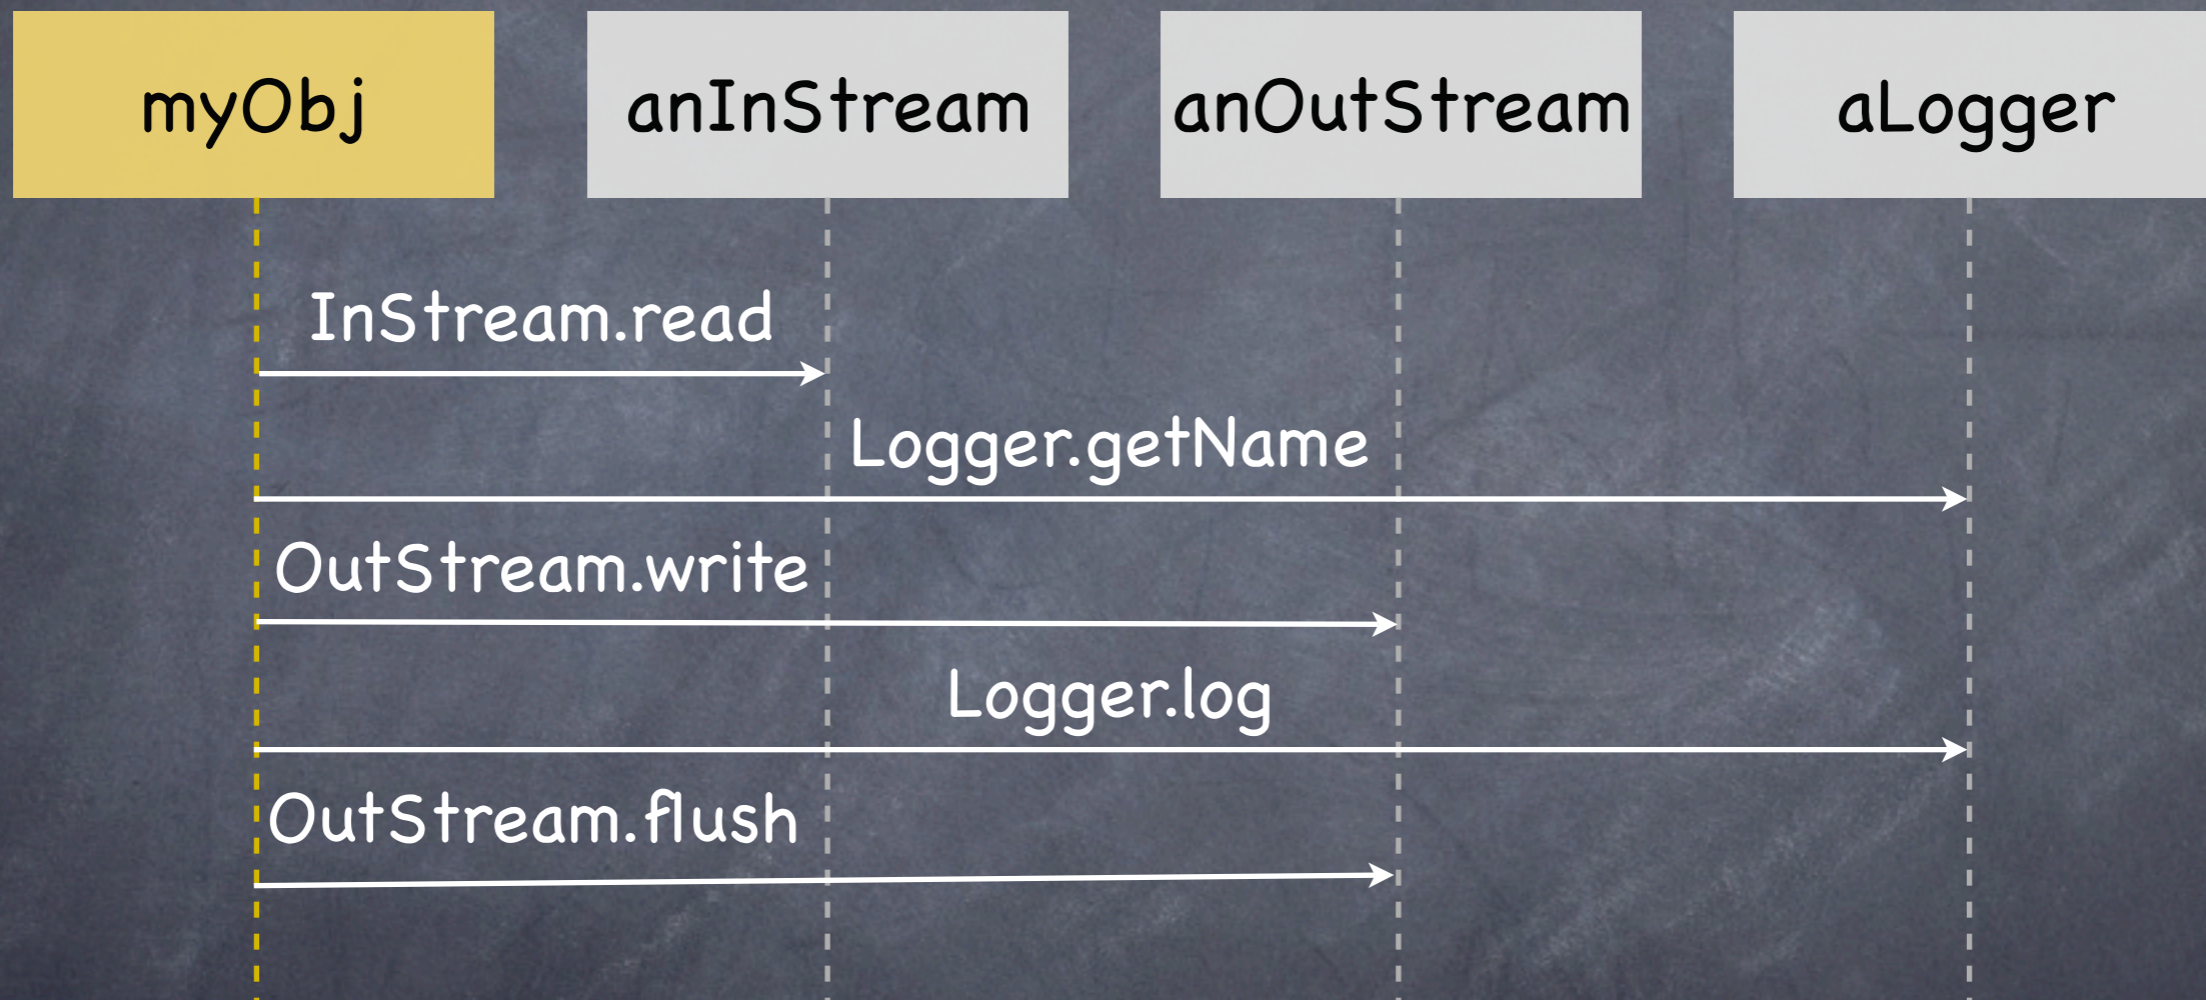 myObj
anInStream
anOutStream
aLogger
InStream.read
Logger.getName
OutStream.write
Logger.log
OutStream.flush